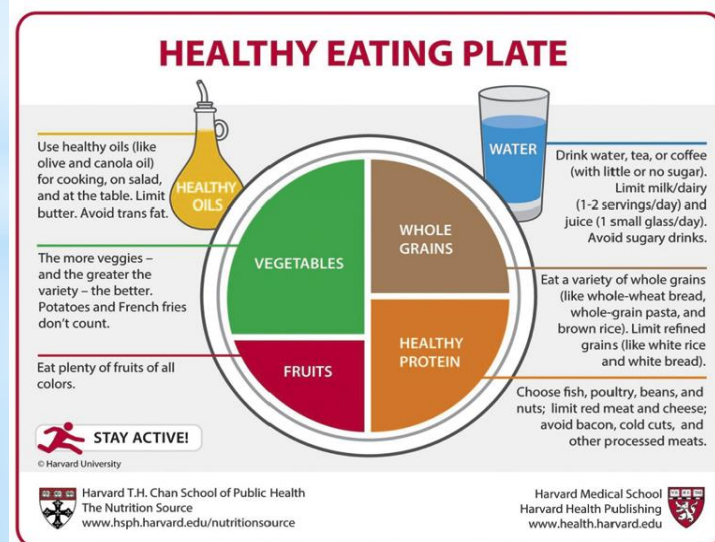 HEALTHY EATING PLATE
Use healthy oils (like
olive and canola oil)
for cooking, on salad,
and at the table. Limit
butter. Avoid trans fat.
HEALTHY
OILS
WATER
Drink water, tea, or coffee
(with little or no sugar).
Limit milk/dairy
(1-2 servings/day) and
juice (1 small glass/day).
Avoid sugary drinks.
The more veggies –
and the greater the
variety – the better.
Potatoes and French fries
don’t count.
VEGETABLES
WHOLE
GRAINS
Eat a variety of whole grains
(like whole-wheat bread,
whole-grain pasta, and
brown rice). Limit refined
grains (like white rice
and white bread).
Eat plenty of fruits of all
colors.
FRUITS
HEALTHY
PROTEIN
Choose fish, poultry, beans, and
nuts; limit red meat and cheese;
avoid bacon, cold cuts, and
other processed meats.
STAY ACTIVE!
© Harvard University
Harvard T.H. Chan School of Public Health
The Nutrition Source
www.hsph.harvard.edu/nutritionsource
Harvard Medical School
Harvard Health Publishing
www.health.harvard.edu